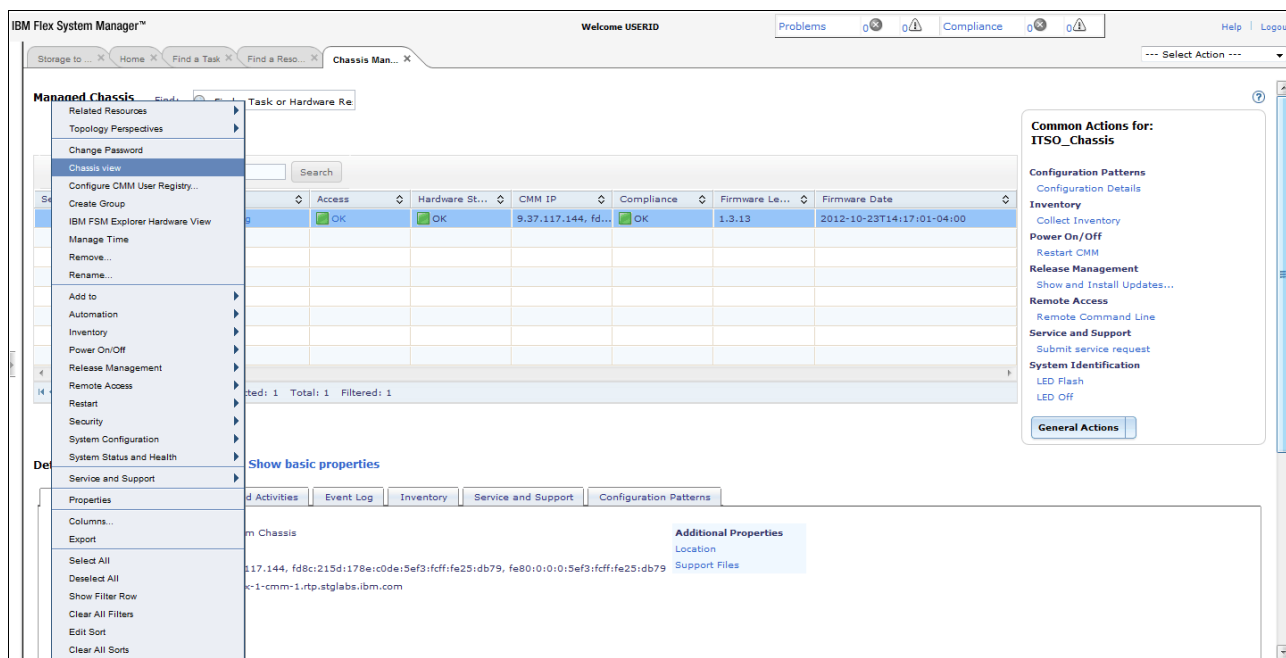 IBM Flex System Manager™
Welcome USERID
Problems 0 0 Compliance 0 0
Help Logou
Storage to ... X Home X Find a Task X Find a Reso... X Chassis Man... X
--- Select Action ---
Managed Chassis
Task or Hardware Re
Related Resources
Topology Perspectives
Change Password
Chassis view
Configure CMM User Registry...
Create Group
IBM FSM Explorer Hardware View
Manage Time
Remove...
Rename...
Add to
Automation
Inventory
Power On/Off
Release Management
Remote Access
Restart
Security
System Configuration
System Status and Health
Service and Support
Properties
Columns...
Export
Select All
Deselect All
Show Filter Row
Clear All Filters
Edit Sort
Clear All Sorts
Search
Se Access Hardware St... CMM IP Compliance Firmware Le... Firmware Date
g OK OK 9.37.117.144, fd... OK 1.3.13 2012-10-23T14:17:01-04:00
cted: 1 Total: 1 Filtered: 1
Common Actions for:
ITSO_Chassis
Configuration Patterns
Configuration Details
Inventory
Collect Inventory
Power On/Off
Restart CMM
Release Management
Show and Install Updates...
Remote Access
Remote Command Line
Service and Support
Submit service request
System Identification
LED Flash
LED Off
General Actions
Det Show basic properties
d Activities Event Log Inventory Service and Support Configuration Patterns
m Chassis
117.144, fd8c:215d:178e:c0de:5ef3:fcff:fe25:db79, fe80:0:0:0:5ef3:fcff:fe25:db79
x-1-cmm-1.rtp.stglabs.ibm.com
Additional Properties
Location
Support Files